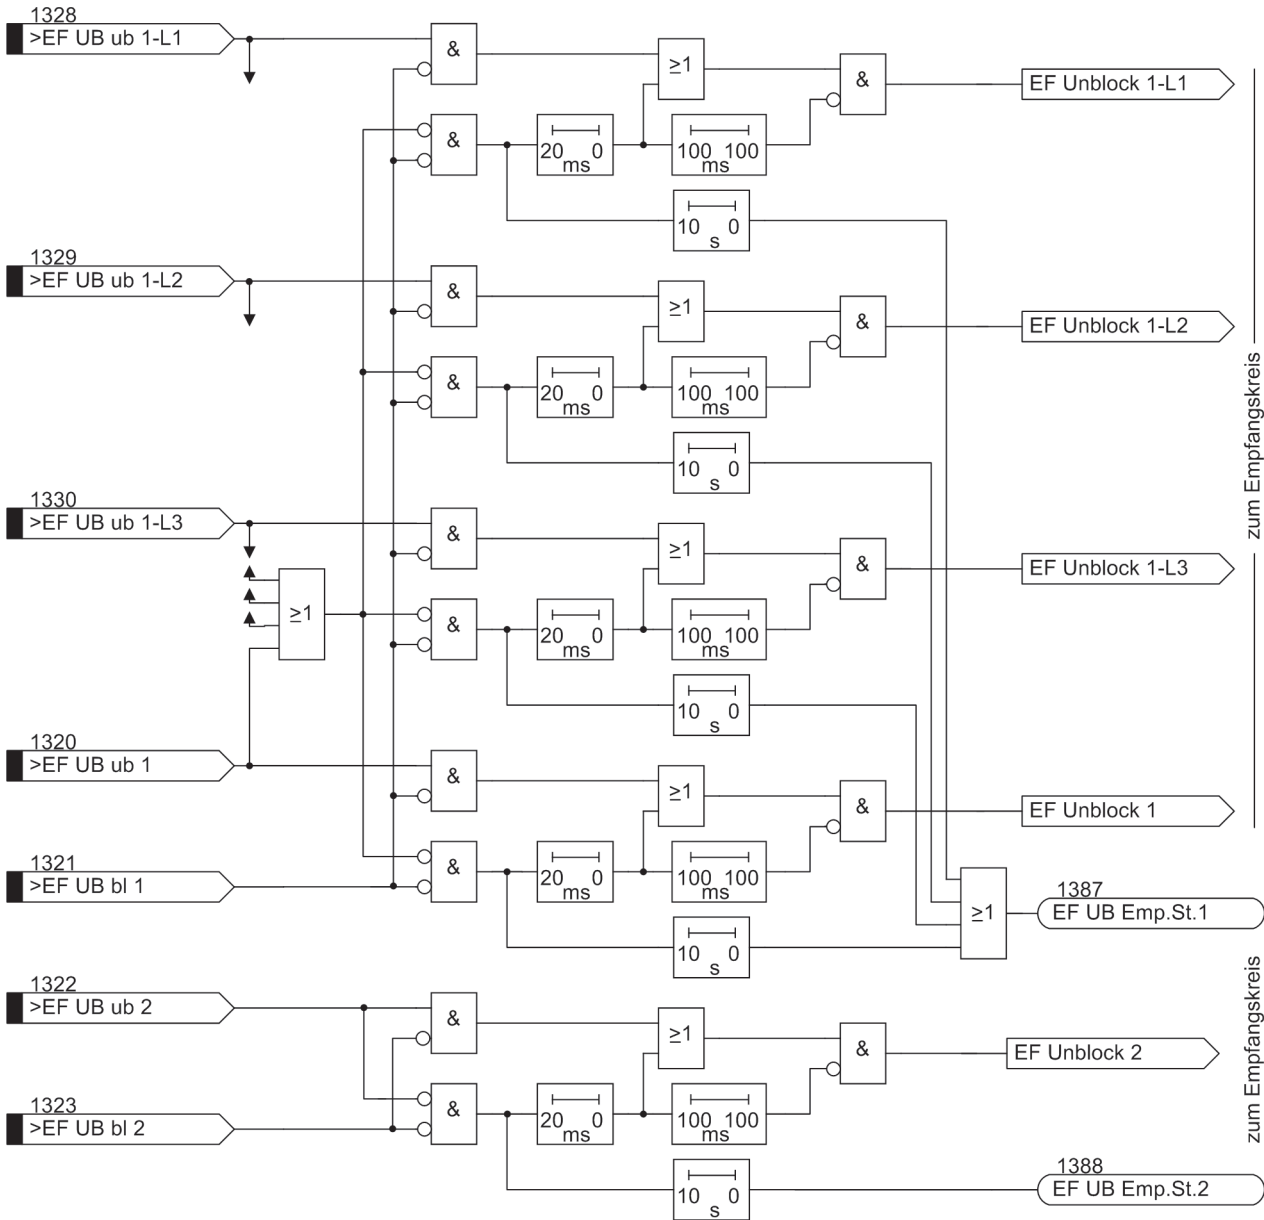 1328
>EF UB ub 1-L1
&
≥1
&
EF Unblock 1-L1
&
20 0
ms
100 100
ms
10 0
s
1329
>EF UB ub 1-L2
&
≥1
&
EF Unblock 1-L2
&
20 0
ms
100 100
ms
10 0
s
zum Empfangskreis
1330
>EF UB ub 1-L3
&
≥1
&
EF Unblock 1-L3
≥1
&
20 0
ms
100 100
ms
10 0
s
1320
>EF UB ub 1
&
≥1
&
EF Unblock 1
1321
>EF UB bl 1
&
20 0
ms
100 100
ms
10 0
s
≥1
1387
EF UB Emp.St.1
1322
>EF UB ub 2
&
≥1
&
EF Unblock 2
zum Empfangskreis
1323
>EF UB bl 2
&
20 0
ms
100 100
ms
10 0
s
1388
EF UB Emp.St.2